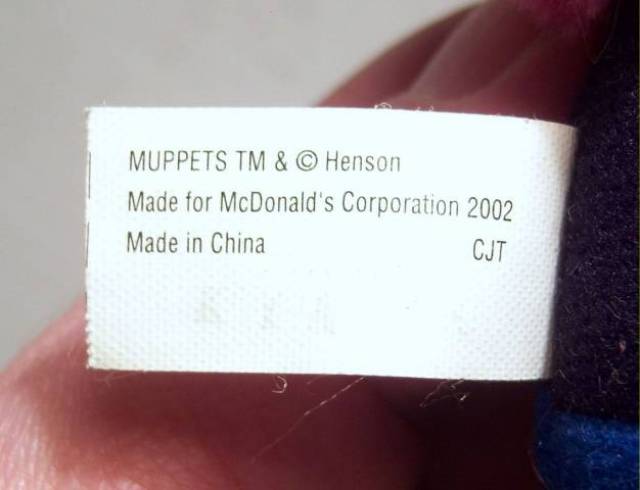 MUPPETS TM & © Henson
Made for McDonald's Corporation 2002
Made in China CJT